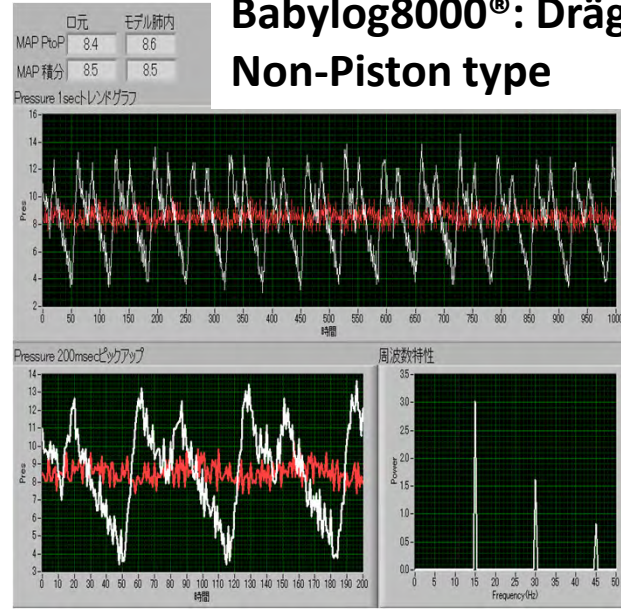 Babylog8000®: Dräg
Non-Piston type
口元 モデル肺内
MAP PtoP 8.4 8.6
MAP 積分 8.5 8.5
Pressure 1secトレンドグラフ
16
14
12
10
8
6
4
2
Pres
0 50 100 150 200 250 300 350 400 450 500 550 600 650 700 750 800 850 900 950 1000
時間
Pressure 200msecピックアップ
14
13
12
11
10
9
8
7
6
5
4
3
Pres
0 10 20 30 40 50 60 70 80 90 100 110 120 130 140 150 160 170 180 190 200
時間
周波数特性
3.5
3.0
2.5
2.0
1.5
1.0
0.5
0.0
Power
0 5 10 15 20 25 30 35 40 45 50
Frequency(Hz)